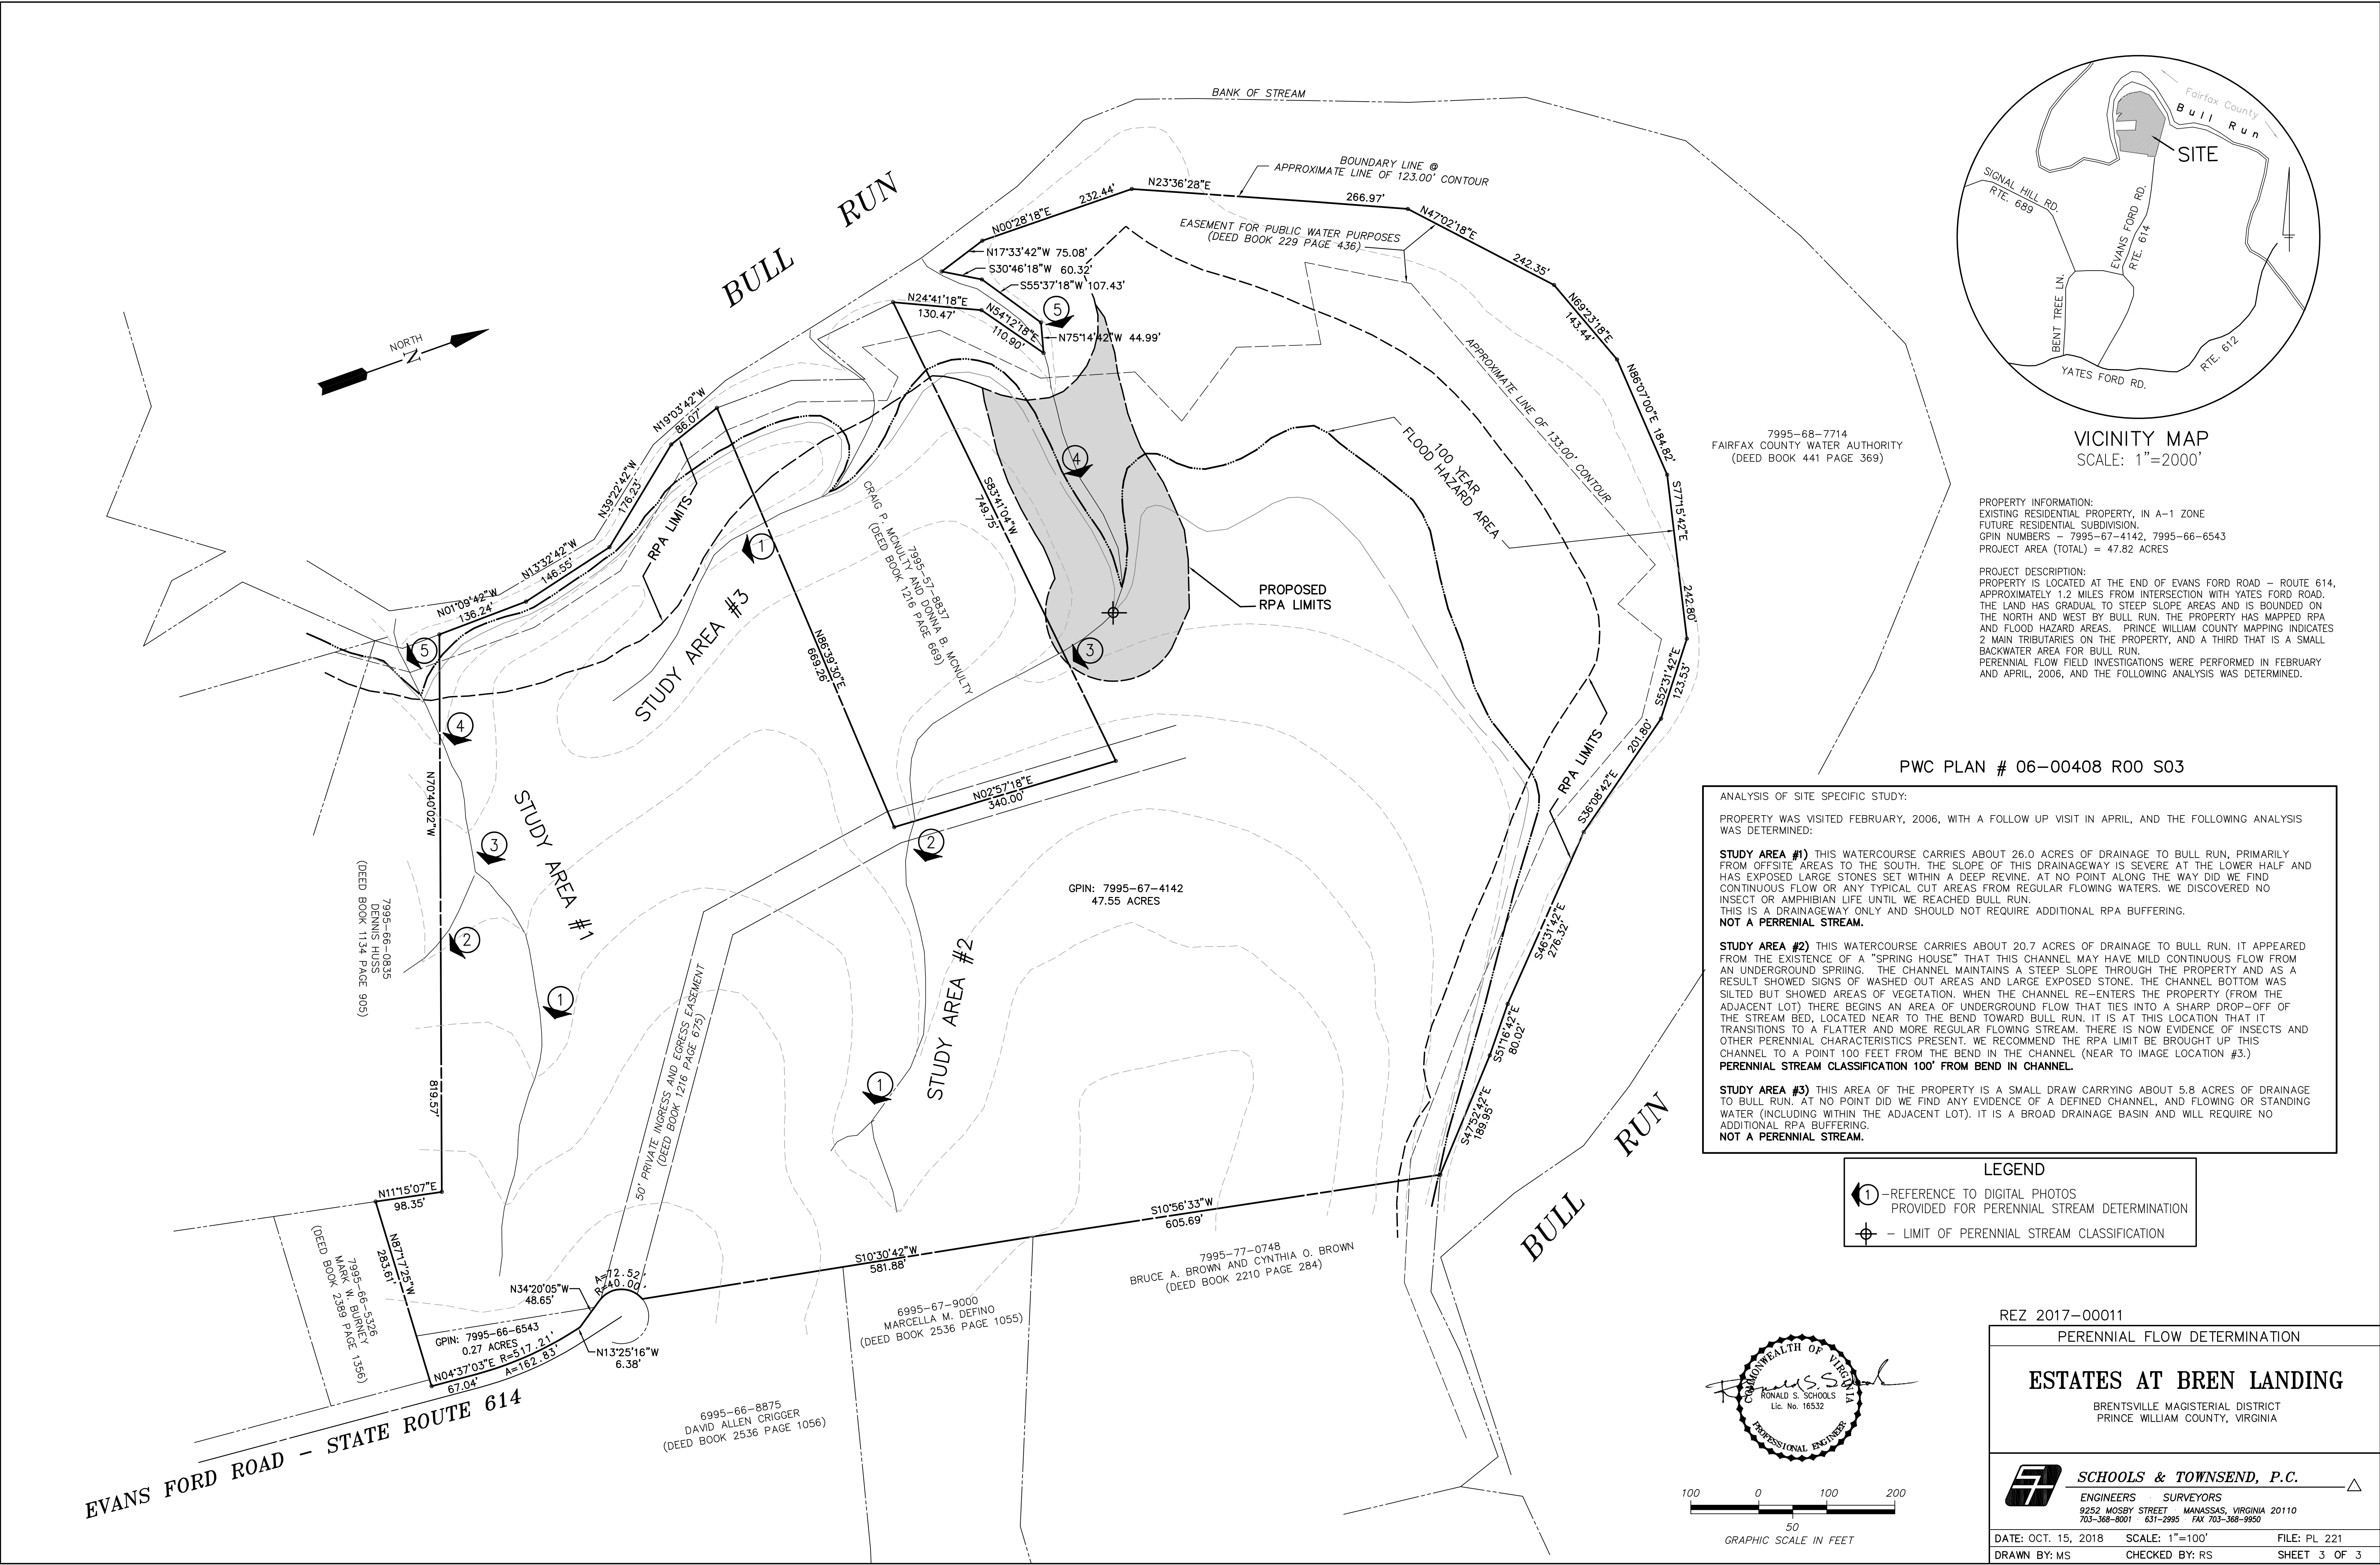 BANK OF STREAM
BULL RUN
BOUNDARY LINE @
APPROXIMATE LINE OF 123.00' CONTOUR
N23°36'28"E
266.97'
N00°28'18"E
232.44'
EASEMENT FOR PUBLIC WATER PURPOSES
(DEED BOOK 229 PAGE 436)
N47°02'18"E
242.35'
N17°33'42"W 75.08'
S30°46'18"W 60.32'
S55°37'18"W 107.43'
N24°41'18"E
130.47'
N54°12'18"E
110.90'
5
N75°14'42"W 44.99'
N69°23'18"E
143.44'
N86°07'00"E 184.82'
APPROXIMATE LINE OF 133.00' CONTOUR
NORTH
N
N19°03'42"W
86.07'
N39°22'42"W
176.23'
RPA LIMITS
N13°32'42"W
146.55'
N01°09'42"W
136.24'
4
100 YEAR
FLOOD HAZARD AREA
S77°15'42"E
242.80'
7995-68-7714
FAIRFAX COUNTY WATER AUTHORITY
(DEED BOOK 441 PAGE 369)
S83°41'04"W
749.75'
7995-57-8837
CRAIG P. MCNULTY AND DONNA B. MCNULTY
(DEED BOOK 1216 PAGE 669)
1
STUDY AREA #3
N86°39'30"E
669.26'
PROPOSED
RPA LIMITS
3
5
4
N70°40'02"W
819.57'
3
STUDY AREA #1
2
1
N02°57'18"E
340.00'
2
GPIN: 7995-67-4142
47.55 ACRES
STUDY AREA #2
1
50' PRIVATE INGRESS AND EGRESS EASEMENT
(DEED BOOK 1216 PAGE 675)
S52°31'42"E
123.53'
S36°08'42"E
201.80'
RPA LIMITS
S46°31'42"E
276.32'
S51°16'42"E
80.02'
S47°52'42"E
189.95'
BULL RUN
7995-66-0835
DENNIS HUSS
(DEED BOOK 1134 PAGE 905)
N11°15'07"E
98.35'
N87°17'25"W
283.61'
7995-66-5326
MARK W. BURNEY
(DEED BOOK 2389 PAGE 1356)
N34°20'05"W
48.65'
A=72.52'
R=40.00'
GPIN: 7995-66-6543
0.27 ACRES
N04°37'03"E
67.04'
R=517.21'
A=162.83'
N13°25'16"W
6.38'
S10°30'42"W
581.88'
S10°56'33"W
605.69'
7995-77-0748
BRUCE A. BROWN AND CYNTHIA O. BROWN
(DEED BOOK 2210 PAGE 284)
6995-67-9000
MARCELLA M. DEFINO
(DEED BOOK 2536 PAGE 1055)
6995-66-8875
DAVID ALLEN CRIGGER
(DEED BOOK 2536 PAGE 1056)
EVANS FORD ROAD - STATE ROUTE 614
Fairfax County
Bull Run
SITE
SIGNAL HILL RD.
RTE. 689
EVANS FORD RD.
RTE. 614
BENT TREE LN.
YATES FORD RD.
RTE. 612
VICINITY MAP
SCALE: 1"=2000'
PROPERTY INFORMATION:
EXISTING RESIDENTIAL PROPERTY, IN A-1 ZONE
FUTURE RESIDENTIAL SUBDIVISION.
GPIN NUMBERS - 7995-67-4142, 7995-66-6543
PROJECT AREA (TOTAL) = 47.82 ACRES
PROJECT DESCRIPTION:
PROPERTY IS LOCATED AT THE END OF EVANS FORD ROAD - ROUTE 614,
APPROXIMATELY 1.2 MILES FROM INTERSECTION WITH YATES FORD ROAD.
THE LAND HAS GRADUAL TO STEEP SLOPE AREAS AND IS BOUNDED ON
THE NORTH AND WEST BY BULL RUN. THE PROPERTY HAS MAPPED RPA
AND FLOOD HAZARD AREAS. PRINCE WILLIAM COUNTY MAPPING INDICATES
2 MAIN TRIBUTARIES ON THE PROPERTY, AND A THIRD THAT IS A SMALL
BACKWATER AREA FOR BULL RUN.
PERENNIAL FLOW FIELD INVESTIGATIONS WERE PERFORMED IN FEBRUARY
AND APRIL, 2006, AND THE FOLLOWING ANALYSIS WAS DETERMINED.
PWC PLAN # 06-00408 R00 S03
ANALYSIS OF SITE SPECIFIC STUDY:
PROPERTY WAS VISITED FEBRUARY, 2006, WITH A FOLLOW UP VISIT IN APRIL, AND THE FOLLOWING ANALYSIS
WAS DETERMINED:
STUDY AREA #1) THIS WATERCOURSE CARRIES ABOUT 26.0 ACRES OF DRAINAGE TO BULL RUN, PRIMARILY
FROM OFFSITE AREAS TO THE SOUTH. THE SLOPE OF THIS DRAINAGEWAY IS SEVERE AT THE LOWER HALF AND
HAS EXPOSED LARGE STONES SET WITHIN A DEEP REVINE. AT NO POINT ALONG THE WAY DID WE FIND
CONTINUOUS FLOW OR ANY TYPICAL CUT AREAS FROM REGULAR FLOWING WATERS. WE DISCOVERED NO
INSECT OR AMPHIBIAN LIFE UNTIL WE REACHED BULL RUN.
THIS IS A DRAINAGEWAY ONLY AND SHOULD NOT REQUIRE ADDITIONAL RPA BUFFERING.
NOT A PERRENIAL STREAM.
STUDY AREA #2) THIS WATERCOURSE CARRIES ABOUT 20.7 ACRES OF DRAINAGE TO BULL RUN. IT APPEARED
FROM THE EXISTENCE OF A "SPRING HOUSE" THAT THIS CHANNEL MAY HAVE MILD CONTINUOUS FLOW FROM
AN UNDERGROUND SPRIING. THE CHANNEL MAINTAINS A STEEP SLOPE THROUGH THE PROPERTY AND AS A
RESULT SHOWED SIGNS OF WASHED OUT AREAS AND LARGE EXPOSED STONE. THE CHANNEL BOTTOM WAS
SILTED BUT SHOWED AREAS OF VEGETATION. WHEN THE CHANNEL RE-ENTERS THE PROPERTY (FROM THE
ADJACENT LOT) THERE BEGINS AN AREA OF UNDERGROUND FLOW THAT TIES INTO A SHARP DROP-OFF OF
THE STREAM BED, LOCATED NEAR TO THE BEND TOWARD BULL RUN. IT IS AT THIS LOCATION THAT IT
TRANSITIONS TO A FLATTER AND MORE REGULAR FLOWING STREAM. THERE IS NOW EVIDENCE OF INSECTS AND
OTHER PERENNIAL CHARACTERISTICS PRESENT. WE RECOMMEND THE RPA LIMIT BE BROUGHT UP THIS
CHANNEL TO A POINT 100 FEET FROM THE BEND IN THE CHANNEL (NEAR TO IMAGE LOCATION #3.)
PERENNIAL STREAM CLASSIFICATION 100' FROM BEND IN CHANNEL.
STUDY AREA #3) THIS AREA OF THE PROPERTY IS A SMALL DRAW CARRYING ABOUT 5.8 ACRES OF DRAINAGE
TO BULL RUN. AT NO POINT DID WE FIND ANY EVIDENCE OF A DEFINED CHANNEL, AND FLOWING OR STANDING
WATER (INCLUDING WITHIN THE ADJACENT LOT). IT IS A BROAD DRAINAGE BASIN AND WILL REQUIRE NO
ADDITIONAL RPA BUFFERING.
NOT A PERENNIAL STREAM.
LEGEND
1 -REFERENCE TO DIGITAL PHOTOS
PROVIDED FOR PERENNIAL STREAM DETERMINATION
- LIMIT OF PERENNIAL STREAM CLASSIFICATION
COMMONWEALTH OF VIRGINIA
RONALD S. SCHOOLS
Lic. No. 16532
PROFESSIONAL ENGINEER
100 0 100 200
50
GRAPHIC SCALE IN FEET
REZ 2017-00011
PERENNIAL FLOW DETERMINATION
ESTATES AT BREN LANDING
BRENTSVILLE MAGISTERIAL DISTRICT
PRINCE WILLIAM COUNTY, VIRGINIA
SCHOOLS & TOWNSEND, P.C.
ENGINEERS · SURVEYORS
9252 MOSBY STREET · MANASSAS, VIRGINIA 20110
703-368-8001 · 631-2995 · FAX 703-368-9950
DATE: OCT. 15, 2018 SCALE: 1"=100' FILE: PL 221
DRAWN BY: MS CHECKED BY: RS SHEET 3 OF 3